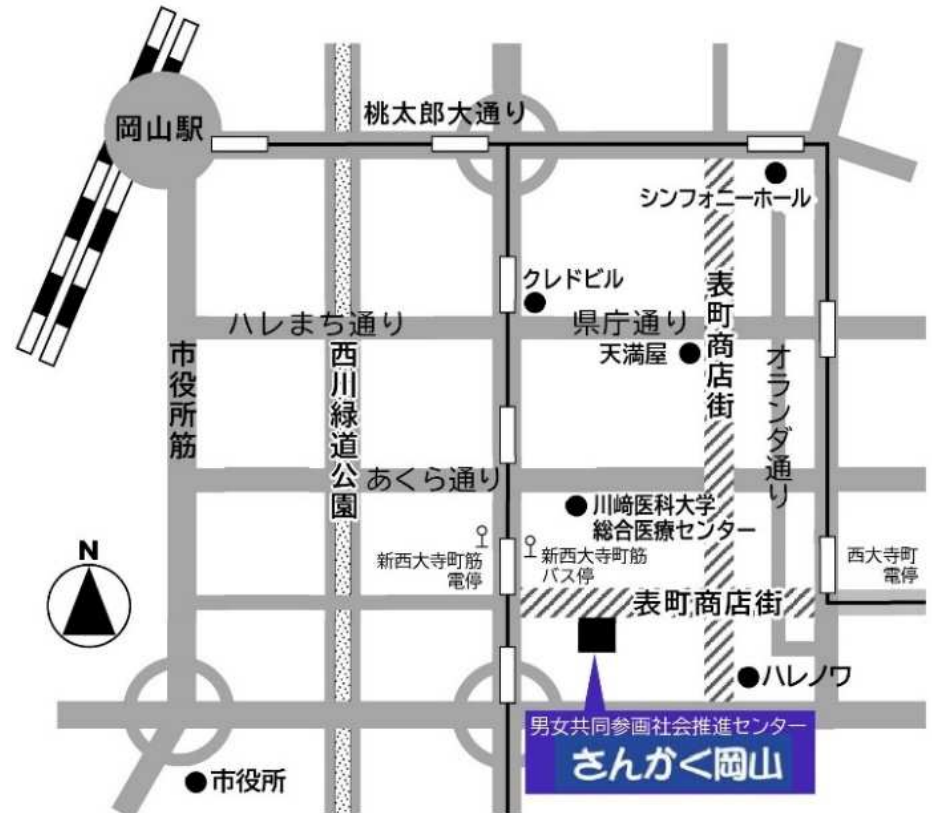 桃太郎大通り
岡山駅
シンフォニーホール
クレドビル
表町商店街
ハレまち通り
県庁通り
天満屋
市役所筋
西川緑道公園
オランダ通り
あくら通り
川﨑医科大学
総合医療センター
新西大寺町筋
電停
新西大寺町筋
バス停
西大寺町
電停
N
表町商店街
ハレノワ
男女共同参画社会推進センター
さんかく岡山
市役所